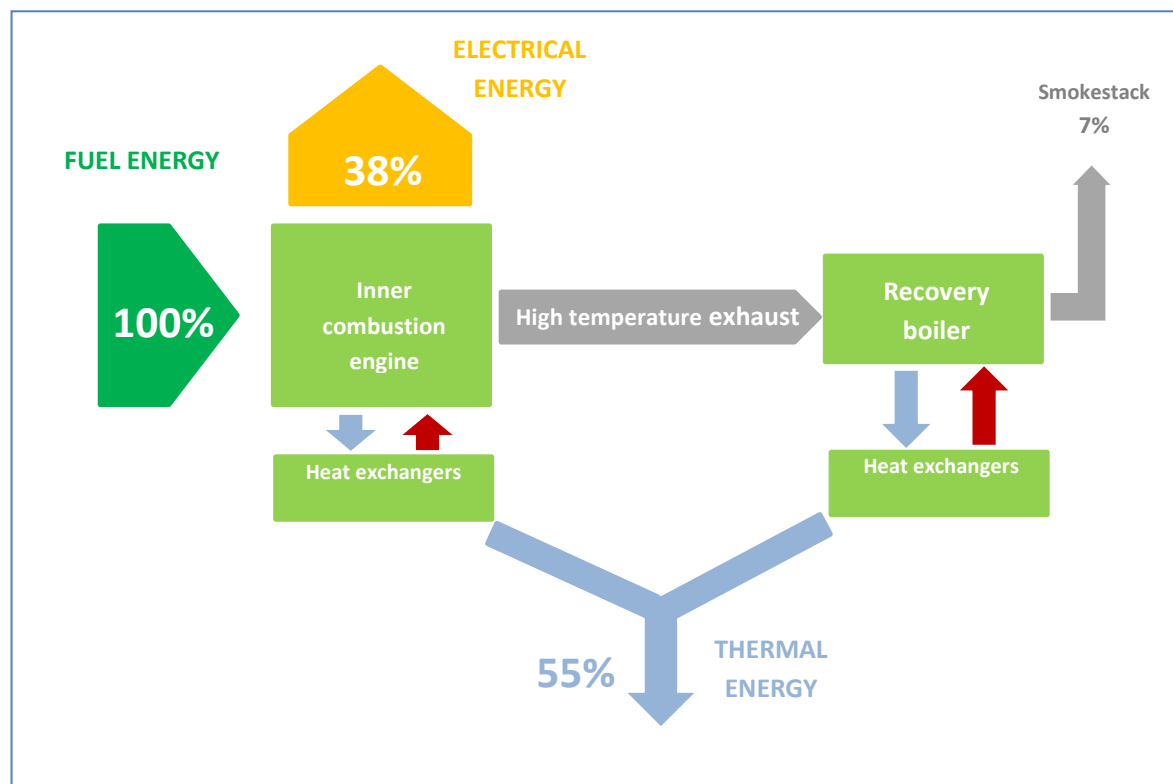 ELECTRICAL
ENERGY
Smokestack
7%
FUEL ENERGY
38%
100%
Inner
combustion
engine
High temperature exhaust
Recovery
boiler
Heat exchangers
Heat exchangers
55%
THERMAL
ENERGY